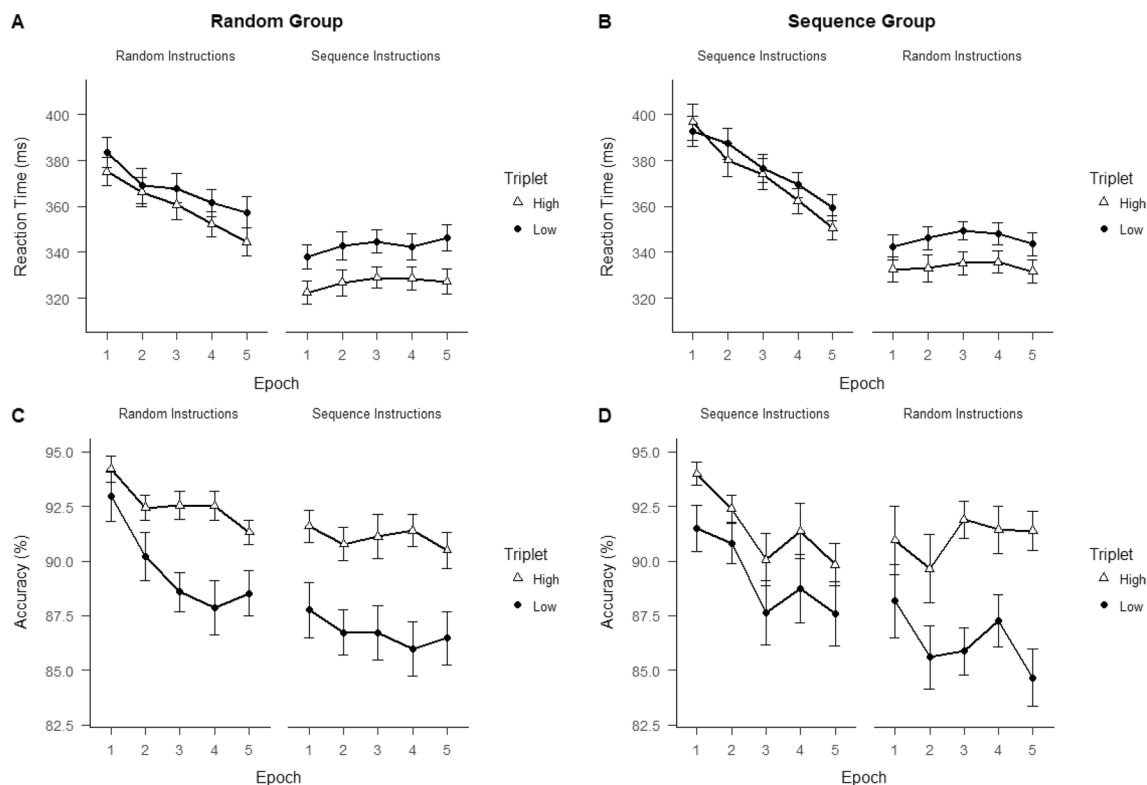 A Random Group
Random Instructions Sequence Instructions
Reaction Time (ms)
400
380
360
340
320
1 2 3 4 5 1 2 3 4 5
Epoch
Triplet
High
Low
B Sequence Group
Sequence Instructions Random Instructions
Reaction Time (ms)
400
380
360
340
320
1 2 3 4 5 1 2 3 4 5
Epoch
Triplet
High
Low
C
Random Instructions Sequence Instructions
Accuracy (%)
95.0
92.5
90.0
87.5
85.0
82.5
1 2 3 4 5 1 2 3 4 5
Epoch
Triplet
High
Low
D
Sequence Instructions Random Instructions
Accuracy (%)
95.0
92.5
90.0
87.5
85.0
82.5
1 2 3 4 5 1 2 3 4 5
Epoch
Triplet
High
Low